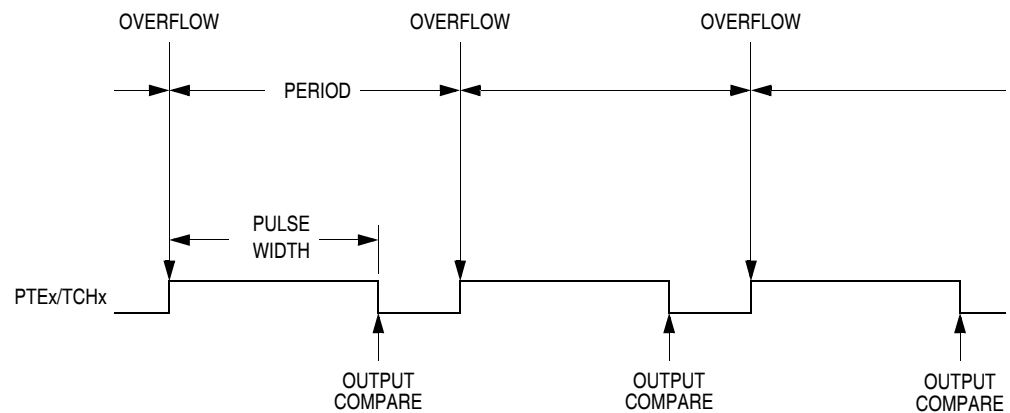 OVERFLOW
OVERFLOW
OVERFLOW
PERIOD
PULSE
WIDTH
PTEx/TCHx
OUTPUT
COMPARE
OUTPUT
COMPARE
OUTPUT
COMPARE